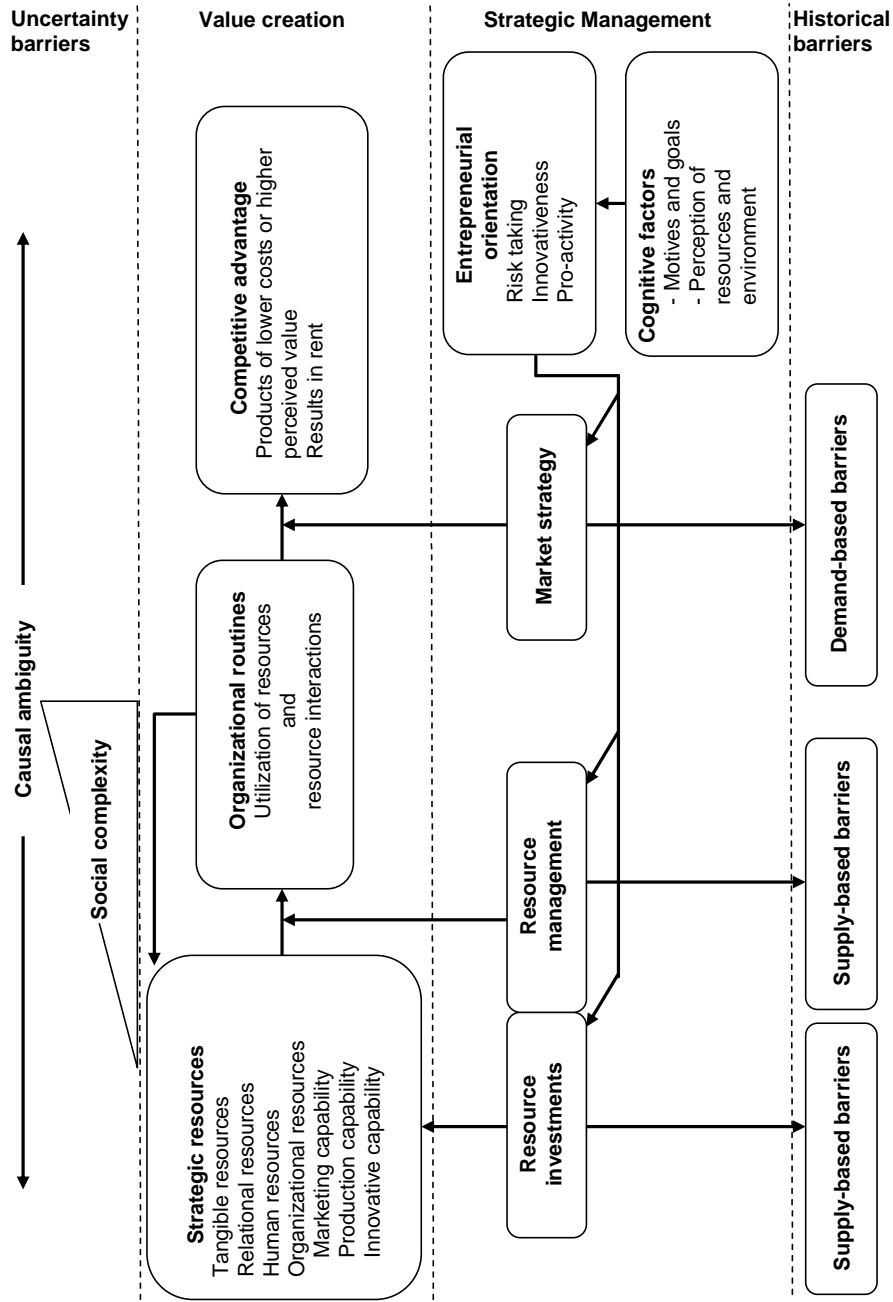 Uncertainty
barriers
Value creation
Strategic Management
Historical
barriers
Causal ambiguity
Social complexity
Strategic resources
Tangible resources
Relational resources
Human resources
Organizational resources
Marketing capability
Production capability
Innovative capability
Organizational routines
Utilization of resources
and
resource interactions
Competitive advantage
Products of lower costs or higher
perceived value
Results in rent
Resource
investments
Resource
management
Market strategy
Entrepreneurial
orientation
Risk taking
Innovativeness
Pro-activity
Cognitive factors
- Motives and goals
- Perception of
resources and
environment
Supply-based barriers
Supply-based barriers
Demand-based barriers